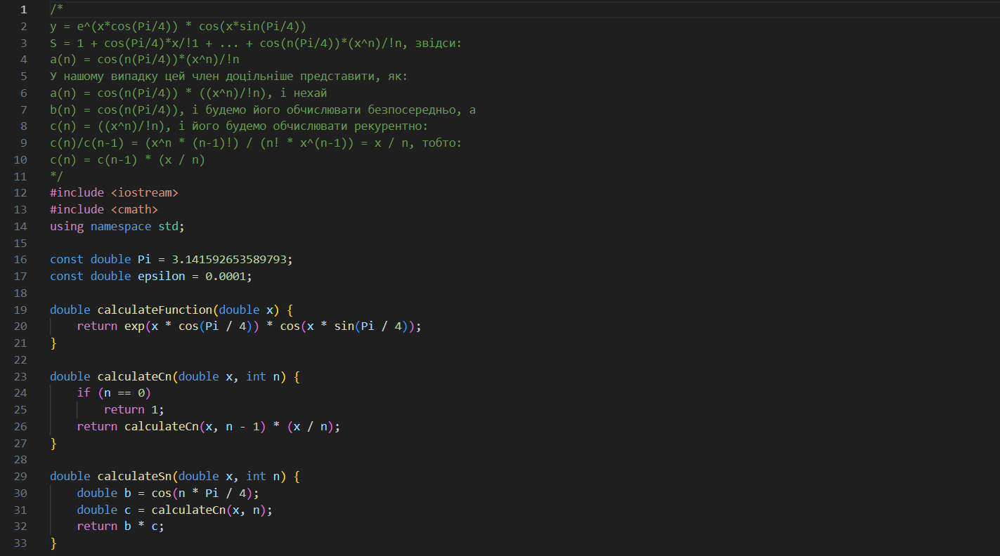 1 /*
2 y = e^(x*cos(Pi/4)) * cos(x*sin(Pi/4))
3 S = 1 + cos(Pi/4)*x/!1 + ... + cos(n(Pi/4))*(x^n)/!n, звідси:
4 a(n) = cos(n(Pi/4))*(x^n)/!n
5 У нашому випадку цей член доцільніше представити, як:
6 a(n) = cos(n(Pi/4)) * ((x^n)/!n), і нехай
7 b(n) = cos(n(Pi/4)), і будемо його обчислювати безпосередньо, а
8 c(n) = ((x^n)/!n), і його будемо обчислювати рекурентно:
9 c(n)/c(n-1) = (x^n * (n-1)!) / (n! * x^(n-1)) = x / n, тобто:
10 c(n) = c(n-1) * (x / n)
11 */
12 #include <iostream>
13 #include <cmath>
14 using namespace std;
15
16 const double Pi = 3.141592653589793;
17 const double epsilon = 0.0001;
18
19 double calculateFunction(double x) {
20     return exp(x * cos(Pi / 4)) * cos(x * sin(Pi / 4));
21 }
22
23 double calculateCn(double x, int n) {
24     if (n == 0)
25         return 1;
26     return calculateCn(x, n - 1) * (x / n);
27 }
28
29 double calculateSn(double x, int n) {
30     double b = cos(n * Pi / 4);
31     double c = calculateCn(x, n);
32     return b * c;
33 }